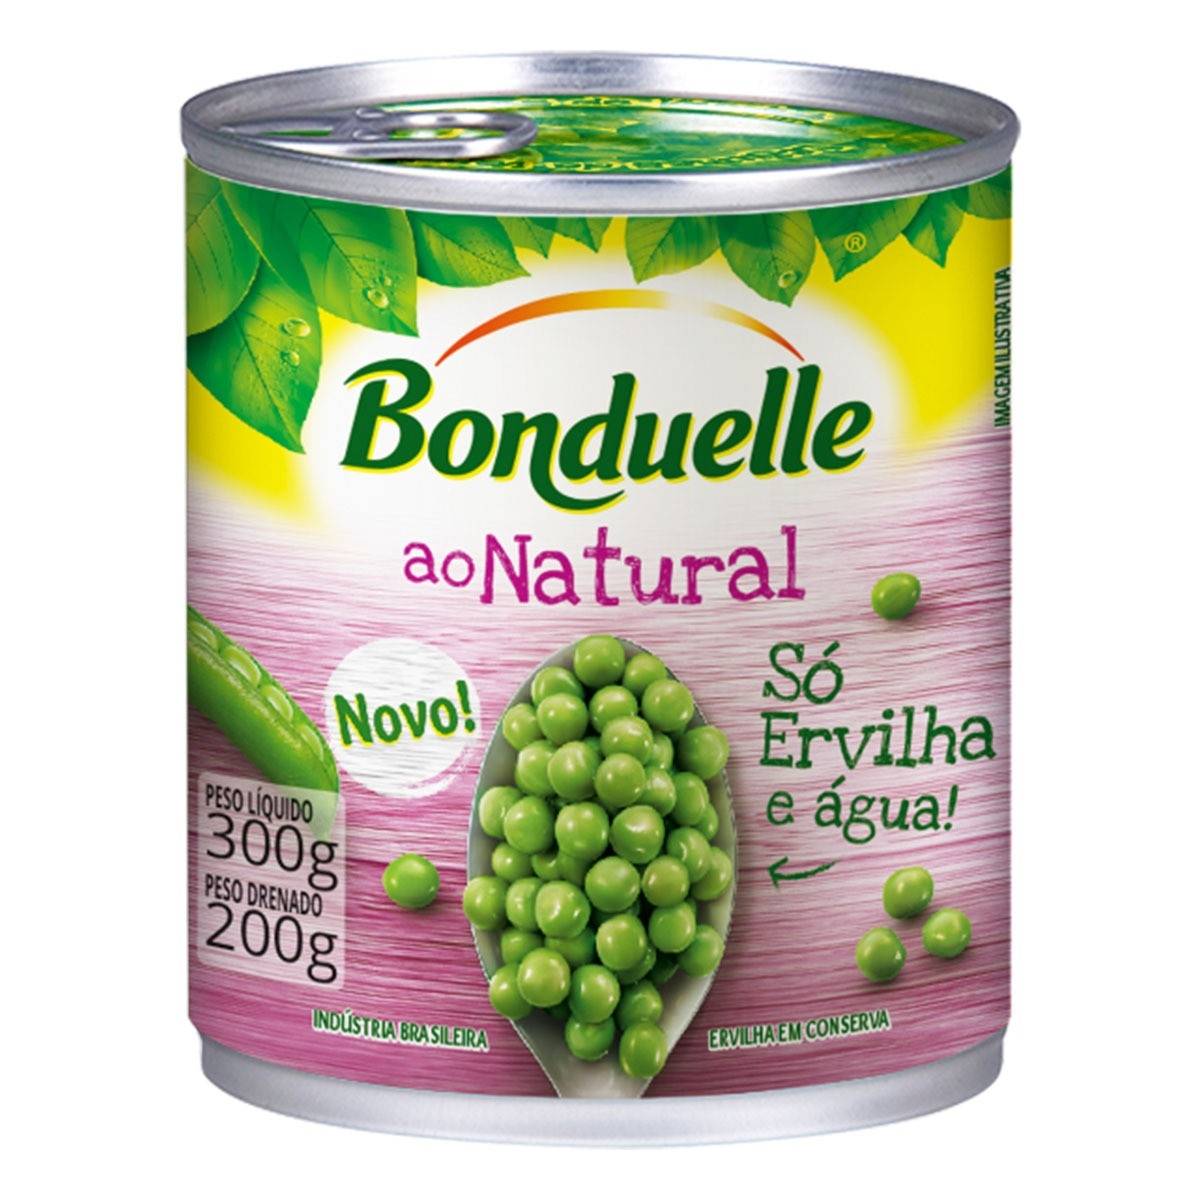 ®
IMAGEM ILUSTRATIVA
Bonduelle
ao Natural
Novo!
Só
Ervilha
e água!
PESO LÍQUIDO
300g
PESO DRENADO
200g
INDÚSTRIA BRASILEIRA
ERVILHA EM CONSERVA